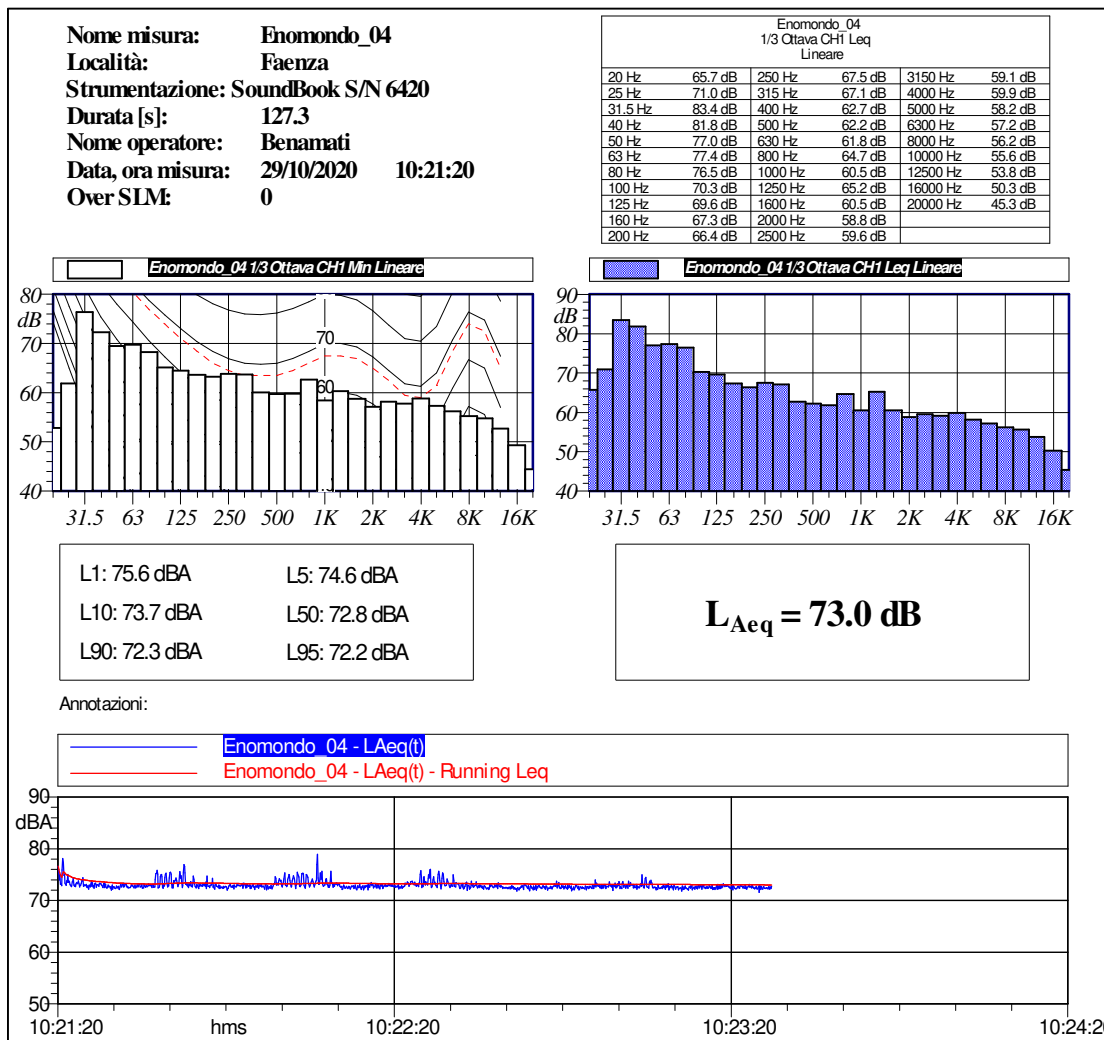 Nome misura: Enomondo_04
Località: Faenza
Strumentazione: SoundBook S/N 6420
Durata [s]: 127.3
Nome operatore: Benamati
Data, ora misura: 29/10/2020 10:21:20
Over SLM: 0
Enomondo_04
1/3 Ottava CH1 Leq
Lineare
20 Hz 65.7 dB 250 Hz 67.5 dB 3150 Hz 59.1 dB
25 Hz 71.0 dB 315 Hz 67.1 dB 4000 Hz 59.9 dB
31.5 Hz 83.4 dB 400 Hz 62.7 dB 5000 Hz 58.2 dB
40 Hz 81.8 dB 500 Hz 62.2 dB 6300 Hz 57.2 dB
50 Hz 77.0 dB 630 Hz 61.8 dB 8000 Hz 56.2 dB
63 Hz 77.4 dB 800 Hz 64.7 dB 10000 Hz 55.6 dB
80 Hz 76.5 dB 1000 Hz 60.5 dB 12500 Hz 53.8 dB
100 Hz 70.3 dB 1250 Hz 65.2 dB 16000 Hz 50.3 dB
125 Hz 69.6 dB 1600 Hz 60.5 dB 20000 Hz 45.3 dB
160 Hz 67.3 dB 2000 Hz 58.8 dB
200 Hz 66.4 dB 2500 Hz 59.6 dB
Enomondo_04 1/3 Ottava CH1 Min Lineare
80
dB
70
60
50
40
70
60
31.5 63 125 250 500 1K 2K 4K 8K 16K
Enomondo_04 1/3 Ottava CH1 Leq Lineare
90
dB
80
70
60
50
40
31.5 63 125 250 500 1K 2K 4K 8K 16K
L1: 75.6 dBA L5: 74.6 dBA
L10: 73.7 dBA L50: 72.8 dBA
L90: 72.3 dBA L95: 72.2 dBA
LAeq = 73.0 dB
Annotazioni:
Enomondo_04 - LAeq(t)
Enomondo_04 - LAeq(t) - Running Leq
90
dBA
80
70
60
50
10:21:20 hms 10:22:20 10:23:20 10:24:20